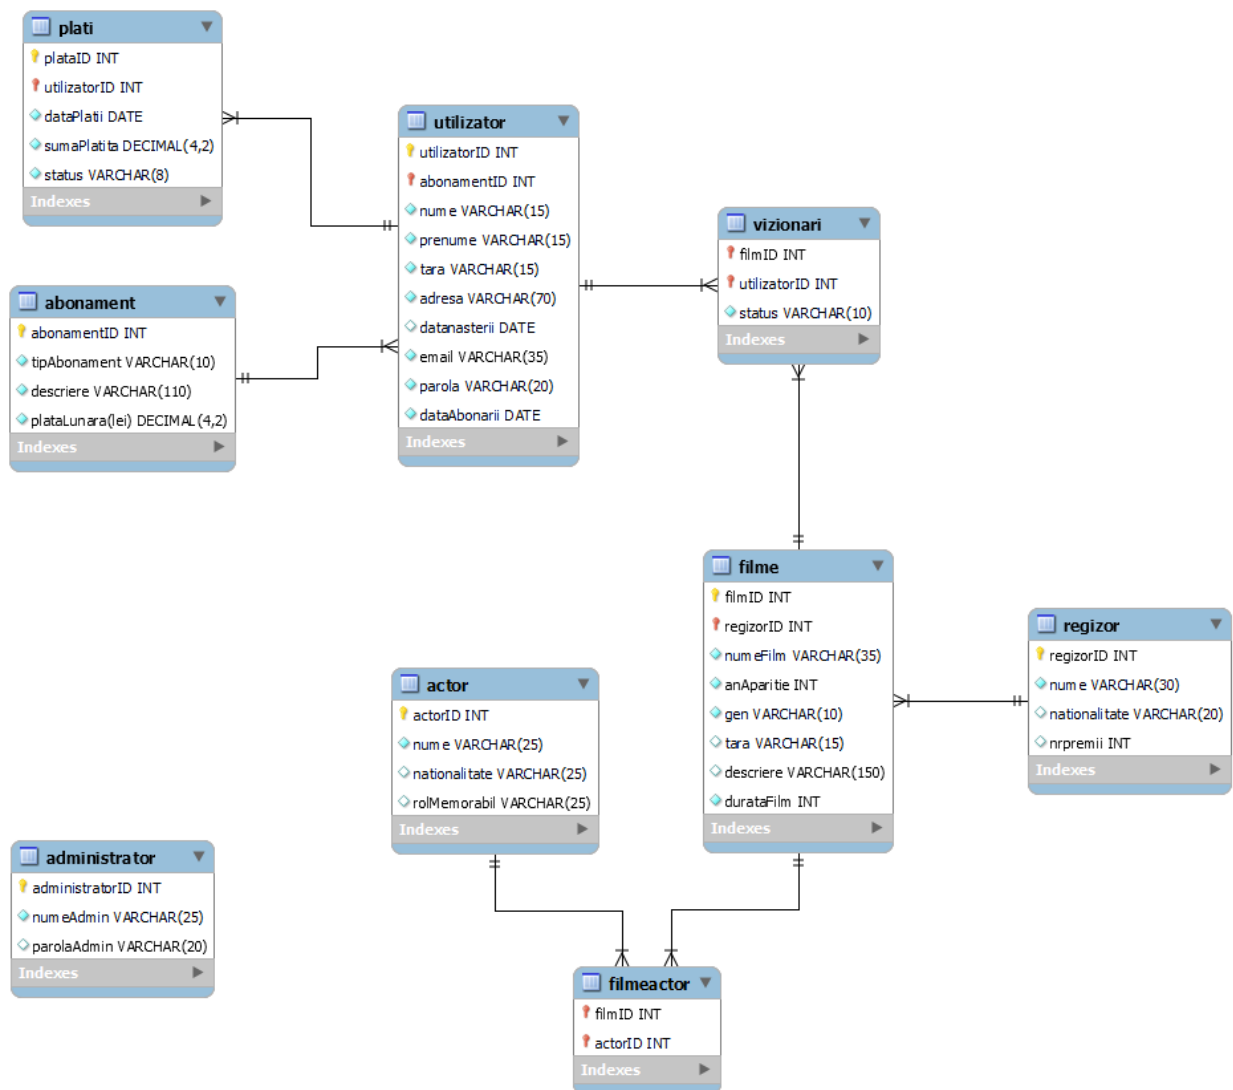 plati
plataID INT
utilizatorID INT
dataPlatii DATE
sumaPlatita DECIMAL(4,2)
status VARCHAR(8)
Indexes
utilizator
utilizatorID INT
abonamentID INT
nume VARCHAR(15)
prenume VARCHAR(15)
tara VARCHAR(15)
adresa VARCHAR(70)
datanasterii DATE
email VARCHAR(35)
parola VARCHAR(20)
dataAbonarii DATE
Indexes
vizionari
filmID INT
utilizatorID INT
status VARCHAR(10)
Indexes
abonament
abonamentID INT
tipAbonament VARCHAR(10)
descriere VARCHAR(110)
plataLunara(lei) DECIMAL(4,2)
Indexes
filme
filmID INT
regizorID INT
numeFilm VARCHAR(35)
anAparitie INT
gen VARCHAR(10)
tara VARCHAR(15)
descriere VARCHAR(150)
durataFilm INT
Indexes
regizor
regizorID INT
nume VARCHAR(30)
nationalitate VARCHAR(20)
nrpremii INT
Indexes
actor
actorID INT
nume VARCHAR(25)
nationalitate VARCHAR(25)
rolMemorabil VARCHAR(25)
Indexes
administrator
administratorID INT
numeAdmin VARCHAR(25)
parolaAdmin VARCHAR(20)
Indexes
filmeactor
filmID INT
actorID INT
Indexes